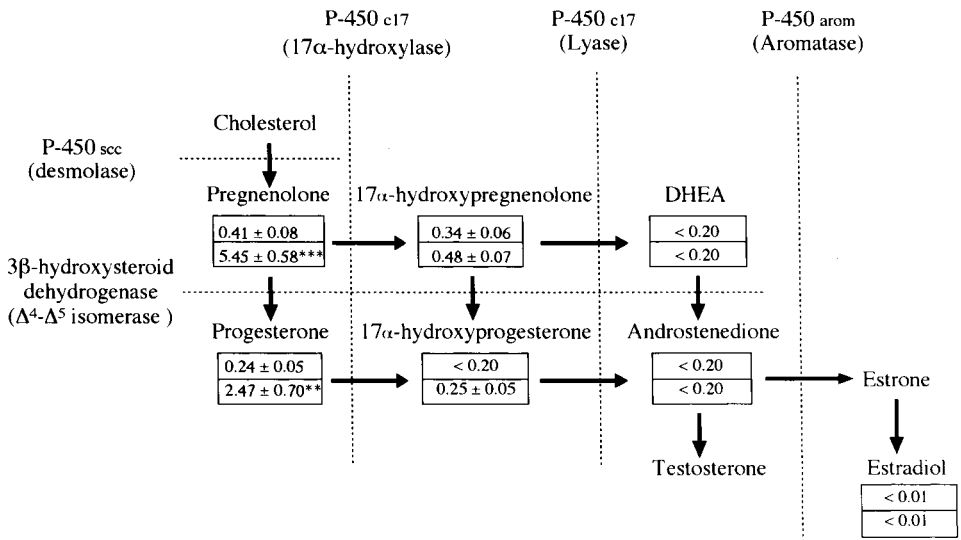 P-450 c17
(17α-hydroxylase)
P-450 c17
(Lyase)
P-450 arom
(Aromatase)
Cholesterol
P-450 scc
(desmolase)
Pregnenolone
17α-hydroxypregnenolone
DHEA
0.41 ± 0.08
5.45 ± 0.58***
0.34 ± 0.06
0.48 ± 0.07
< 0.20
< 0.20
3β-hydroxysteroid
dehydrogenase
(Δ⁴-Δ⁵ isomerase )
Progesterone
17α-hydroxyprogesterone
Androstenedione
0.24 ± 0.05
2.47 ± 0.70**
< 0.20
0.25 ± 0.05
< 0.20
< 0.20
Estrone
Testosterone
Estradiol
< 0.01
< 0.01